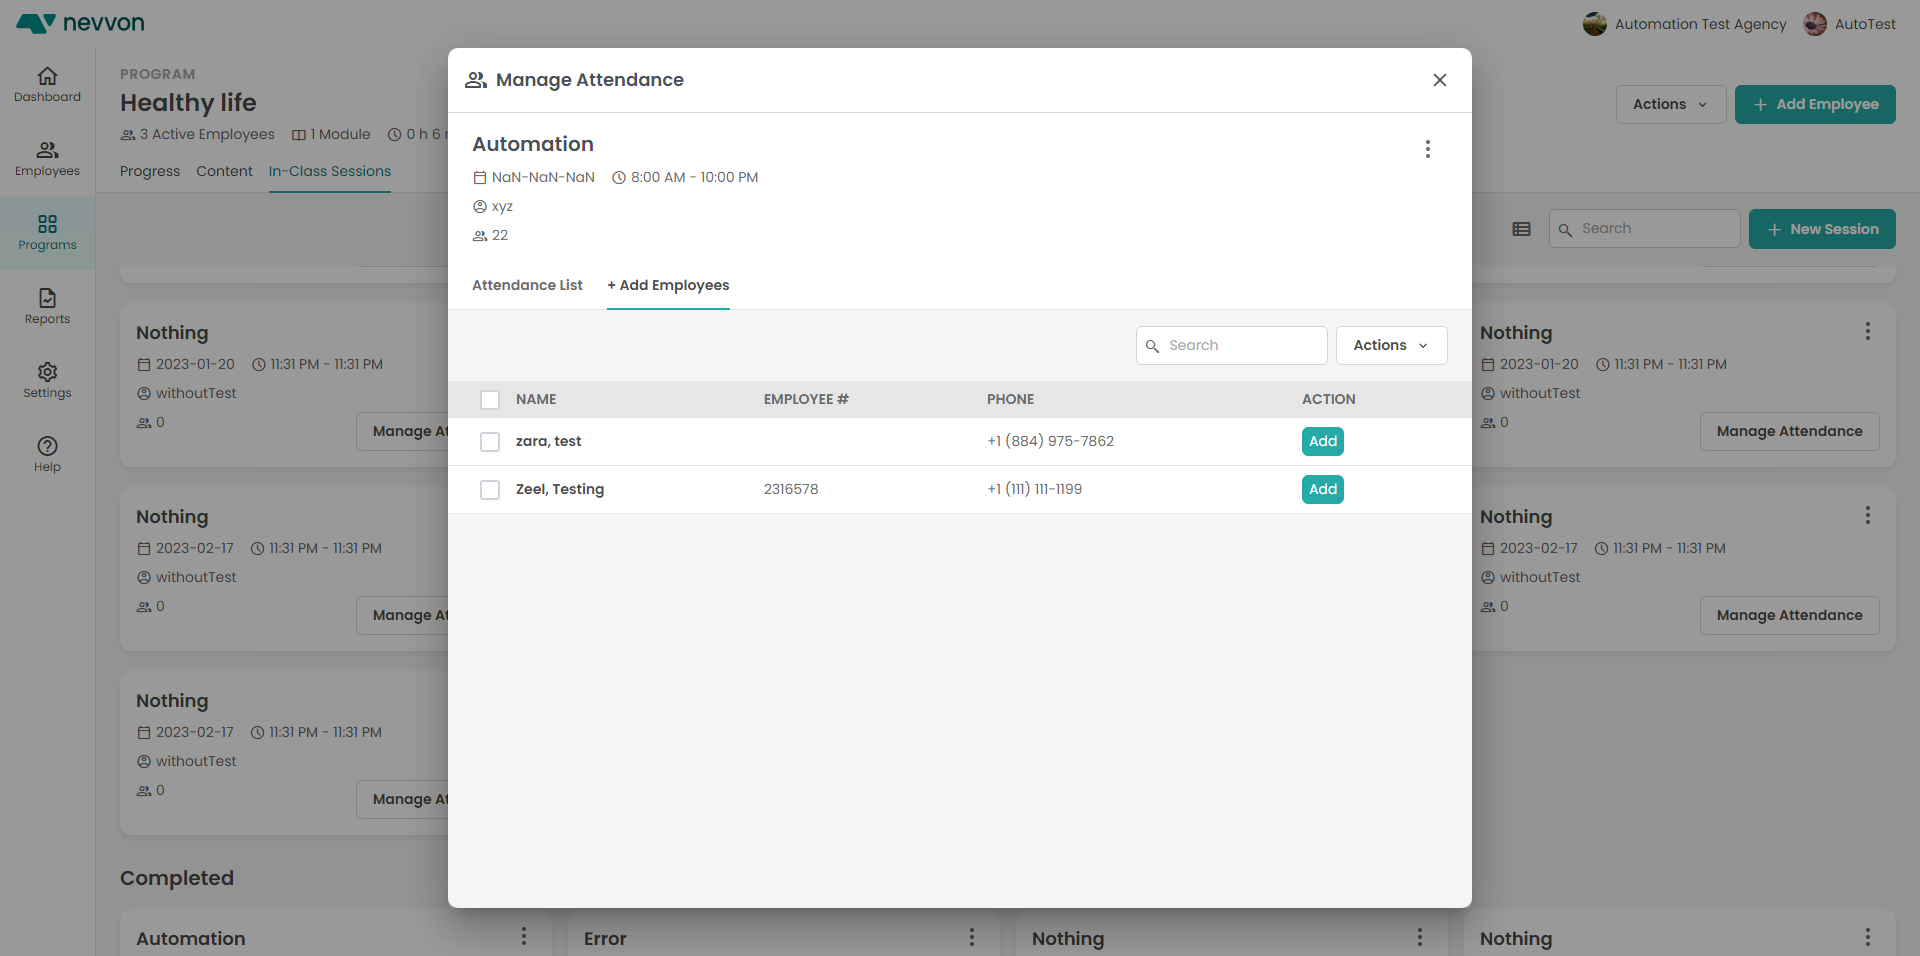 nevvon
Automation Test Agency
AutoTest
Dashboard
Employees
Programs
Reports
Settings
Help
PROGRAM
Healthy life
3 Active Employees 1 Module 0 h 6
Progress Content In-Class Sessions
Actions
+ Add Employee
Search
+ New Session
Nothing
2023-01-20 11:31 PM - 11:31 PM
withoutTest
0
Manage At
Nothing
2023-02-17 11:31 PM - 11:31 PM
withoutTest
0
Manage At
Nothing
2023-02-17 11:31 PM - 11:31 PM
withoutTest
0
Manage At
Manage Attendance
Automation
NaN-NaN-NaN 8:00 AM - 10:00 PM
xyz
22
Attendance List + Add Employees
Search
Actions
NAME EMPLOYEE # PHONE ACTION
zara, test +1 (884) 975-7862 Add
Zeel, Testing 2316578 +1 (111) 111-1199 Add
Nothing
2023-01-20 11:31 PM - 11:31 PM
withoutTest
0
Manage Attendance
Nothing
2023-02-17 11:31 PM - 11:31 PM
withoutTest
0
Manage Attendance
Completed
Automation
Error
Nothing
Nothing